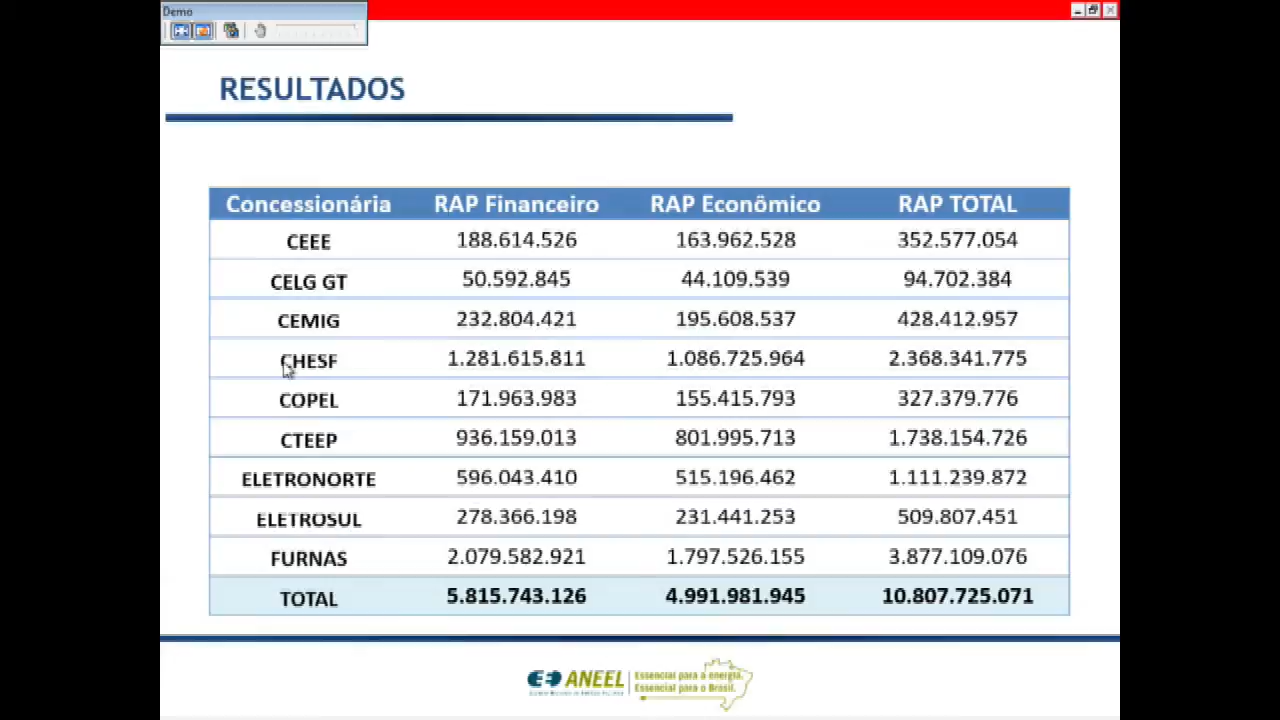 Demo
RESULTADOS
Concessionária RAP Financeiro RAP Econômico RAP TOTAL
CEEE 188.614.526 163.962.528 352.577.054
CELG GT 50.592.845 44.109.539 94.702.384
CEMIG 232.804.421 195.608.537 428.412.957
CHESF 1.281.615.811 1.086.725.964 2.368.341.775
COPEL 171.963.983 155.415.793 327.379.776
CTEEP 936.159.013 801.995.713 1.738.154.726
ELETRONORTE 596.043.410 515.196.462 1.111.239.872
ELETROSUL 278.366.198 231.441.253 509.807.451
FURNAS 2.079.582.921 1.797.526.155 3.877.109.076
TOTAL 5.815.743.126 4.991.981.945 10.807.725.071
ANEEL
Essencial para a energia.
Essencial para o Brasil.